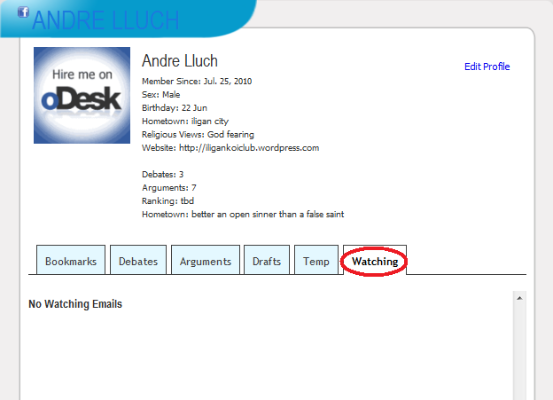 f ANDRE LLUCH
Hire me on
oDesk
Andre Lluch
Edit Profile
Member Since: Jul. 25, 2010
Sex: Male
Birthday: 22 Jun
Hometown: iligan city
Religious Views: God fearing
Website: http://iligankoiclub.wordpress.com
Debates: 3
Arguments: 7
Ranking: tbd
Hometown: better an open sinner than a false saint
Bookmarks Debates Arguments Drafts Temp Watching
No Watching Emails